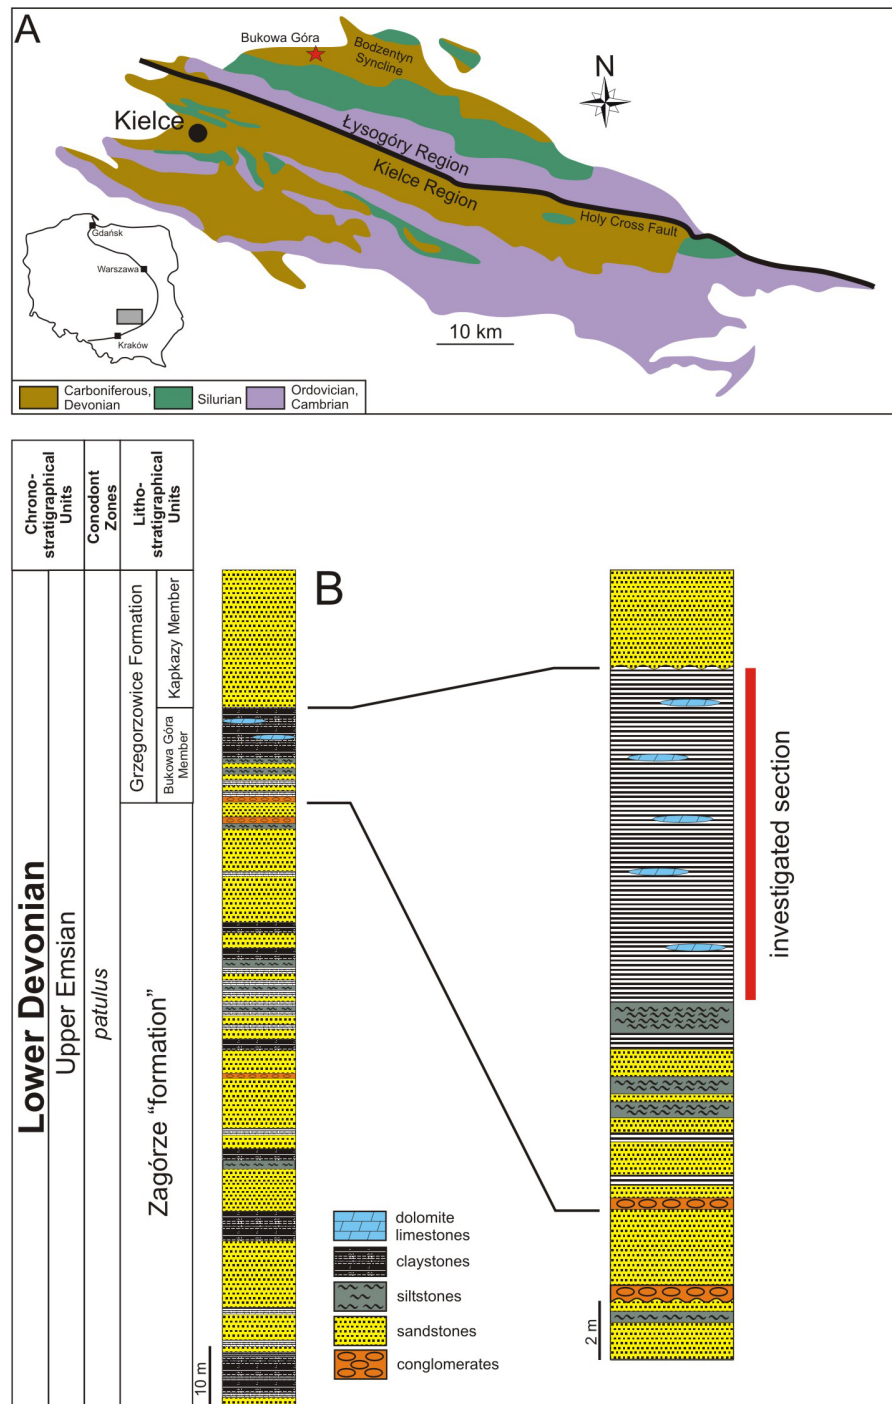 A
Bukowa Góra
Bodzentyn
Syncline
N
Kielce
Łysogóry Region
Kielce Region
Holy Cross Fault
Gdańsk
Warszawa
Kraków
10 km
Carboniferous,
Devonian
Silurian
Ordovician,
Cambrian
Chrono-
stratigraphical
Units
Conodont
Zones
Litho-
stratigraphical
Units
B
Lower Devonian
Upper Emsian
patulus
Grzegorzowice Formation
Kapkazy Member
Bukowa Góra
Member
Zagórze “formation”
investigated section
dolomite
limestones
claystones
siltstones
sandstones
conglomerates
10 m
2 m